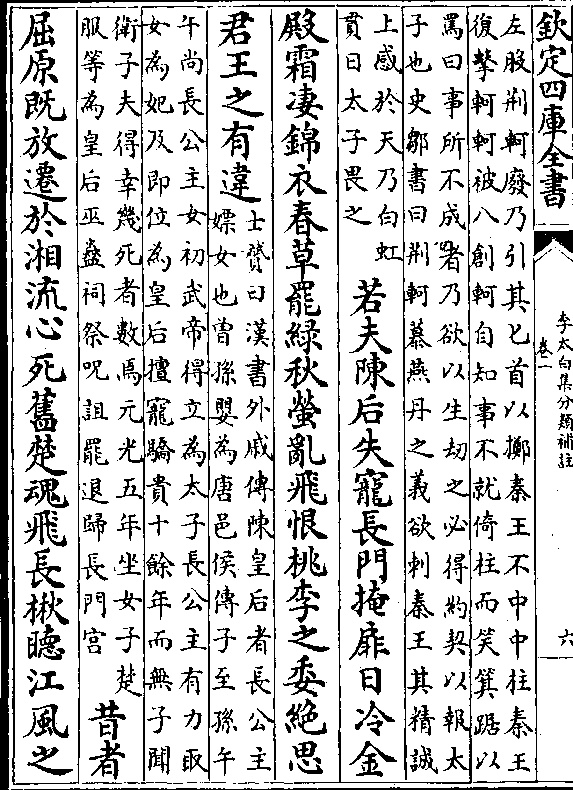 欽定四庫全書
李太白集分類補註
卷一
六
左股荊軻廢乃引其匕首以擲秦王不中中柱秦王
復擊軻軻被八創軻自知事不就倚柱而笑箕踞以
罵曰事所不成者乃欲以生刼之必得約契以報太
子也史鄒書曰荊軻慕燕丹之義欲刺秦王其精誠
上感於天乃白虹
貫日太子畏之
若夫陳后失寵長門掩扉日冷金
殿霜凄錦衣春草罷緑秋螢亂飛恨桃李之委絶思
君王之有違
士贇曰漢書外戚傳陳皇后者長公主
嫖女也曾孫嬰為唐邑侯傳子至孫午
午尚長公主女初武帝得立為太子長公主有力取
女為妃及即位為皇后擅寵驕貴十餘年而無子聞
衛子夫得幸幾死者數焉元光五年坐女子楚
服等為皇后巫蠱祠祭呪詛罷退歸長門宮
昔者
屈原既放遷於湘流心死舊楚魂飛長楸聽江風之